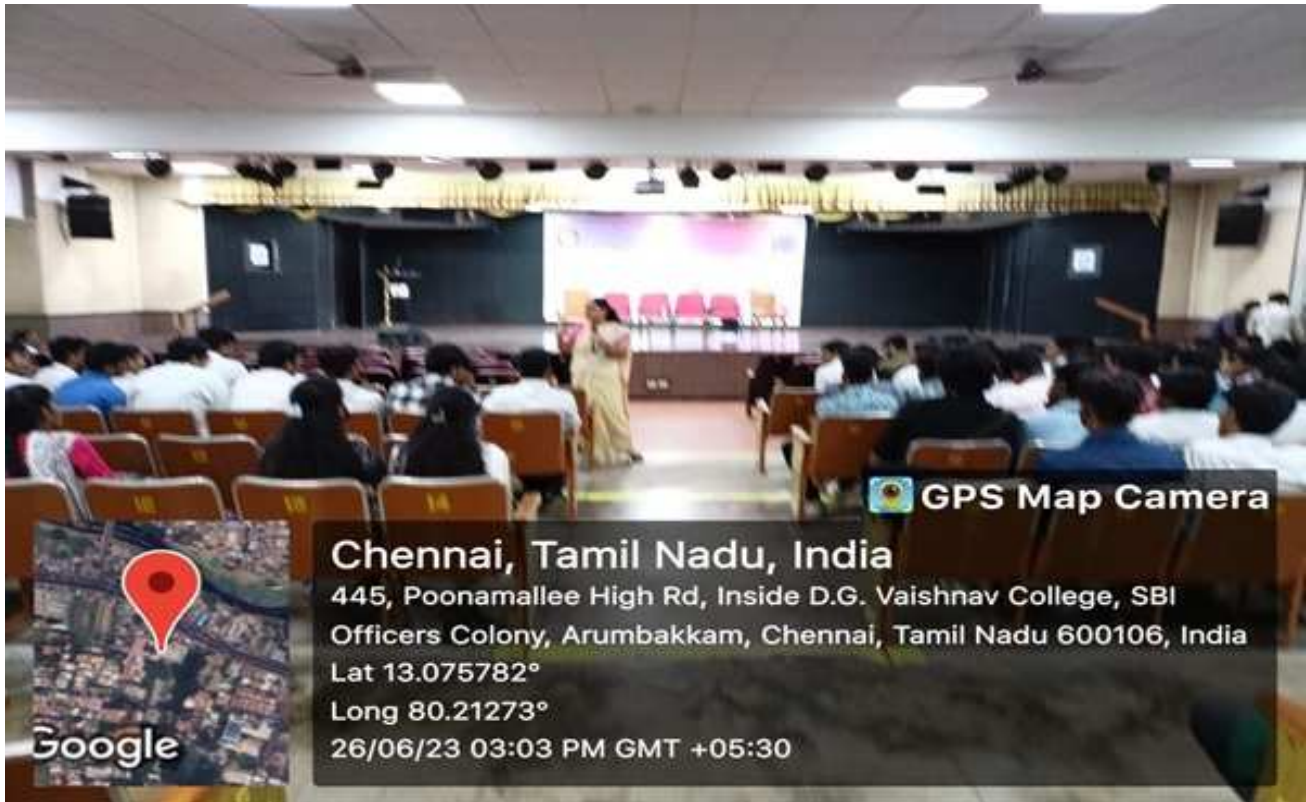 GPS Map Camera
Chennai, Tamil Nadu, India
445, Poonamallee High Rd, Inside D.G. Vaishnav College, SBI
Officers Colony, Arumbakkam, Chennai, Tamil Nadu 600106, India
Lat 13.075782°
Long 80.21273°
26/06/23 03:03 PM GMT +05:30
Google
14